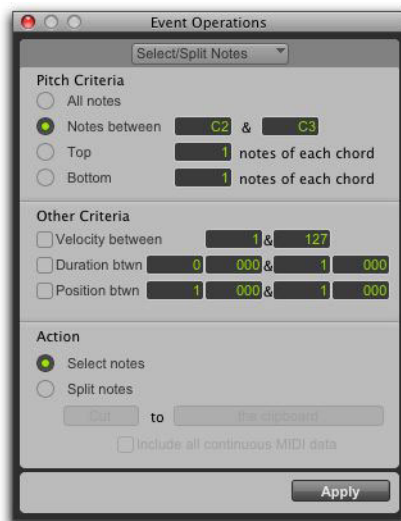 Event Operations
Select/Split Notes
Pitch Criteria
All notes
Notes between C2 & C3
Top 1 notes of each chord
Bottom 1 notes of each chord
Other Criteria
Velocity between 1 & 127
Duration btwn 0 000 & 1 000
Position btwn 1 000 & 1 000
Action
Select notes
Split notes
Cut to the clipboard
Include all continuous MIDI data
Apply